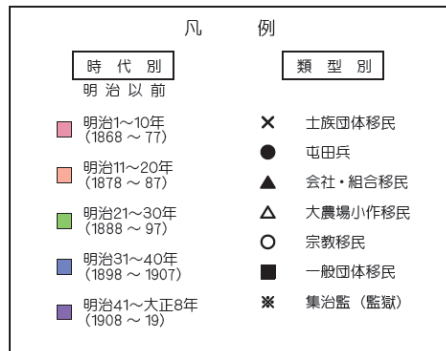 凡 例
時代別
明治以前
明治1～10年
(1868 ～ 77)
明治11～20年
(1878 ～ 87)
明治21～30年
(1888 ～ 97)
明治31～40年
(1898 ～ 1907)
明治41～大正8年
(1908 ～ 19)
類型別
士族団体移民
屯田兵
会社・組合移民
大農場小作移民
宗教移民
一般団体移民
集治監（監獄）